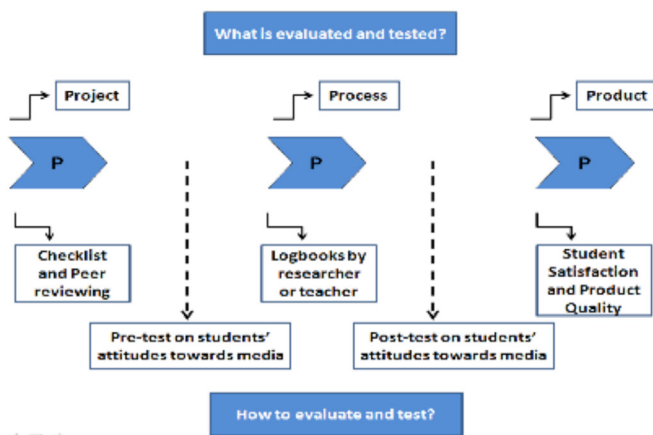 What is evaluated and tested?
Project
Process
Product
P
P
P
Checklist
and Peer
reviewing
Logbooks by
researcher
or teacher
Student
Satisfaction
and Product
Quality
Pre-test on students'
attitudes towards media
Post-test on students'
attitudes towards media
How to evaluate and test?